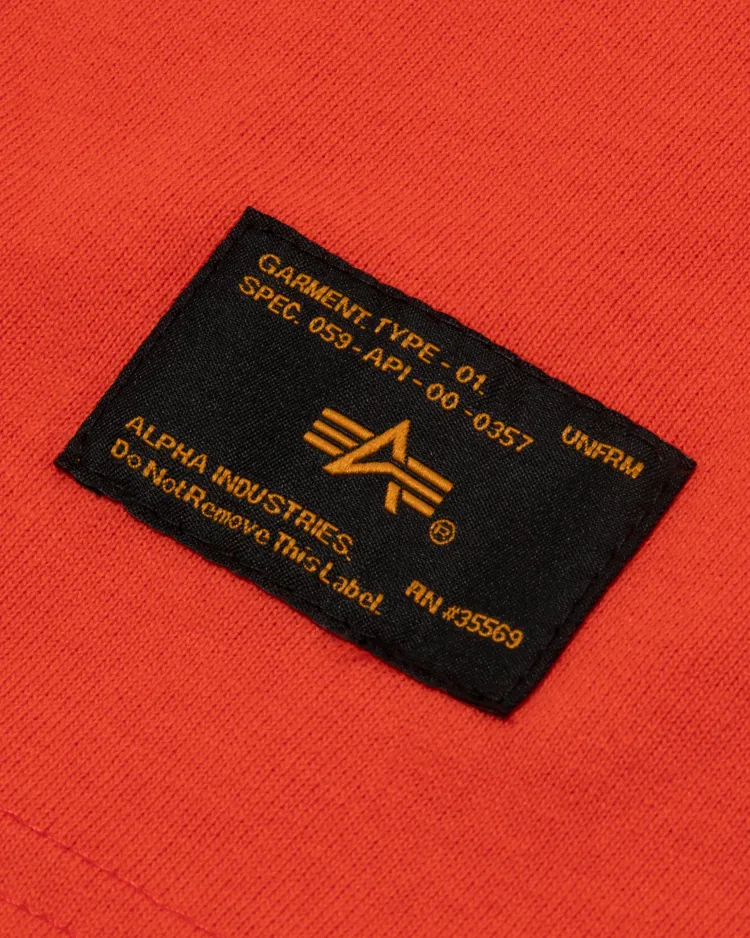 GARMENT. TYPE - 01.
SPEC. 059 - API - 00 - 0357
UNFRM
®
ALPHA INDUSTRIES.
Do Not Remove This Label.
RN #35569